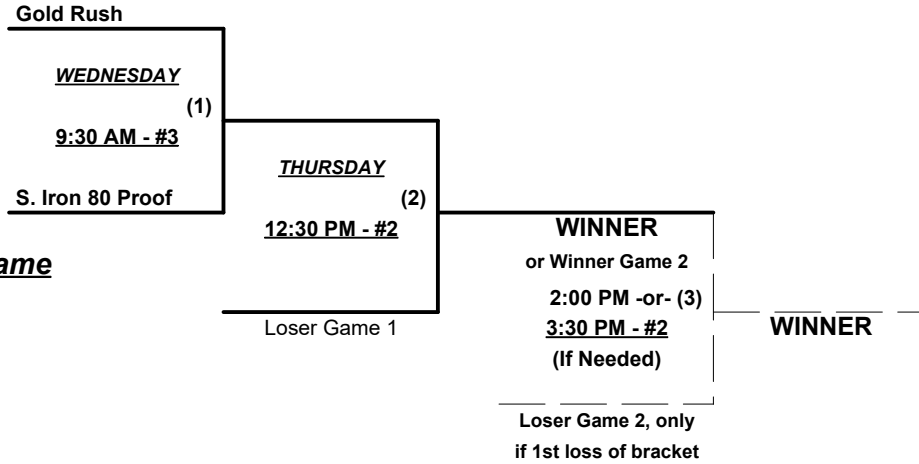 Gold Rush
WEDNESDAY
(1)
9:30 AM - #3
S. Iron 80 Proof
THURSDAY
(2)
12:30 PM - #2
Loser Game 1
WINNER
or Winner Game 2
2:00 PM -or- (3)
3:30 PM - #2
(If Needed)
WINNER
Loser Game 2, only
if 1st loss of bracket